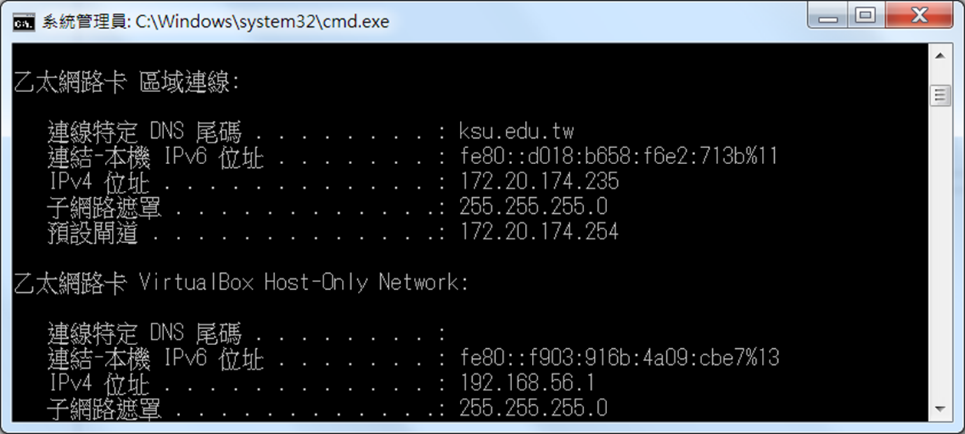 系統管理員: C:\Windows\system32\cmd.exe
乙太網路卡 區域連線:
連線特定 DNS 尾碼 . . . . . . . . : ksu.edu.tw
連結-本機 IPv6 位址 . . . . . . . : fe80::d018:b658:f6e2:713b%11
IPv4 位址 . . . . . . . . . . . . : 172.20.174.235
子網路遮罩 . . . . . . . . . . . .: 255.255.255.0
預設閘道 . . . . . . . . . . . . .: 172.20.174.254
乙太網路卡 VirtualBox Host-Only Network:
連線特定 DNS 尾碼 . . . . . . . . :
連結-本機 IPv6 位址 . . . . . . . : fe80::f903:916b:4a09:cbe7%13
IPv4 位址 . . . . . . . . . . . . : 192.168.56.1
子網路遮罩 . . . . . . . . . . . .: 255.255.255.0